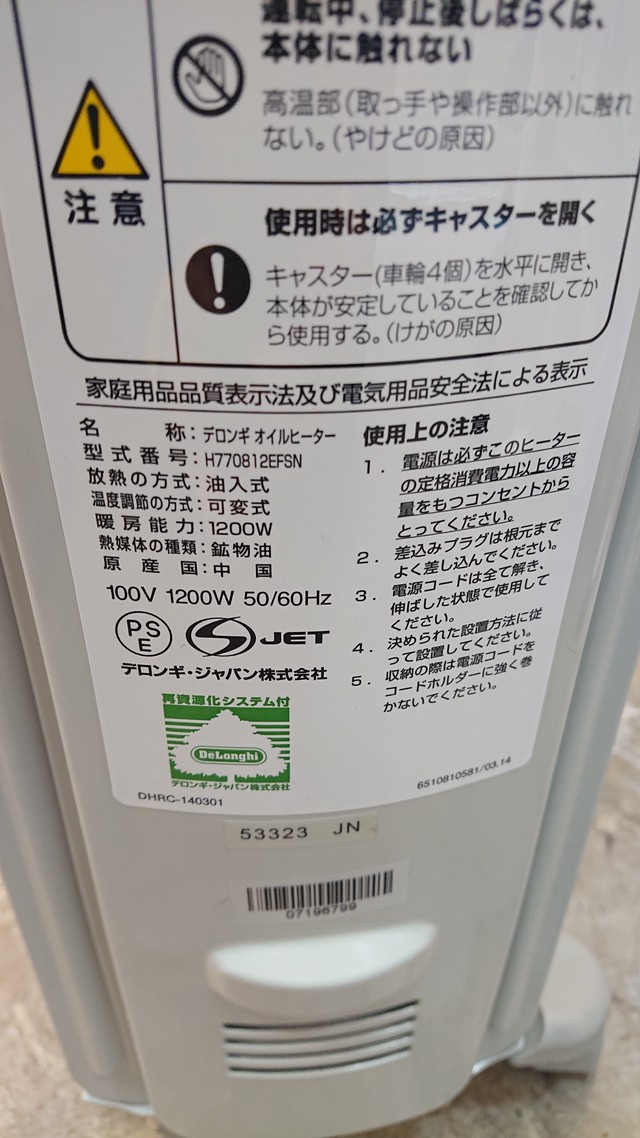 運転中、停止後しばらくは、
本体に触れない
高温部(取っ手や操作部以外)に触れ
ない。(やけどの原因)
注意
使用時は必ずキャスターを開く
キャスター(車輪4個)を水平に開き、
本体が安定していることを確認してか
ら使用する。(けがの原因)
家庭用品品質表示法及び電気用品安全法による表示
名称:デロンギ オイルヒーター
型式番号:H770812EFSN
放熱の方式:油入式
温度調節の方式:可変式
暖房能力:1200W
熱媒体の種類:鉱物油
原産国:中国
100V 1200W 50/60Hz
PS
E
S JET
デロンギ・ジャパン株式会社
再資源化システム付
DeLonghi
デロンギ・ジャパン株式会社
DHRC-140301
使用上の注意
1. 電源は必ずこのヒーター
の定格消費電力以上の容
量をもつコンセントから
とってください。
2. 差込みプラグは根元まで
よく差し込んでください。
3. 電源コードは全て解き、
伸ばした状態で使用して
ください。
4. 決められた設置方法に従
って設置してください。
5. 収納の際は電源コードを
コードホルダーに強く巻
かないでください。
6510810581/03.14
53323 JN
07196799